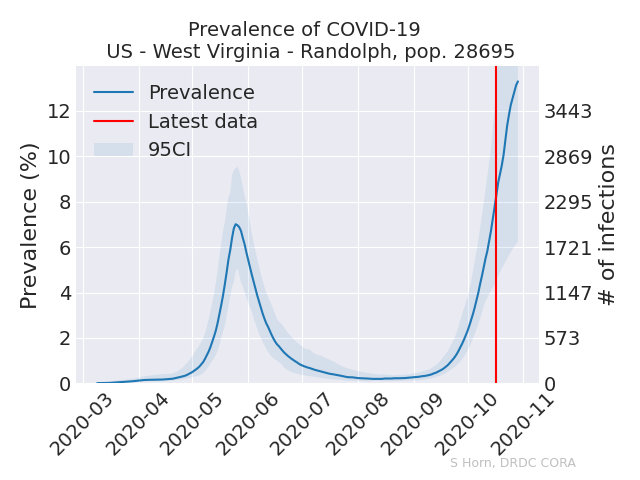 Prevalence of COVID-19
US - West Virginia - Randolph, pop. 28695
Prevalence
Latest data
95CI
Prevalence (%)
12
10
8
6
4
2
0
3443
2869
2295
1721
1147
573
0
# of infections
2020-03
2020-04
2020-05
2020-06
2020-07
2020-08
2020-09
2020-10
2020-11
S Horn, DRDC CORA